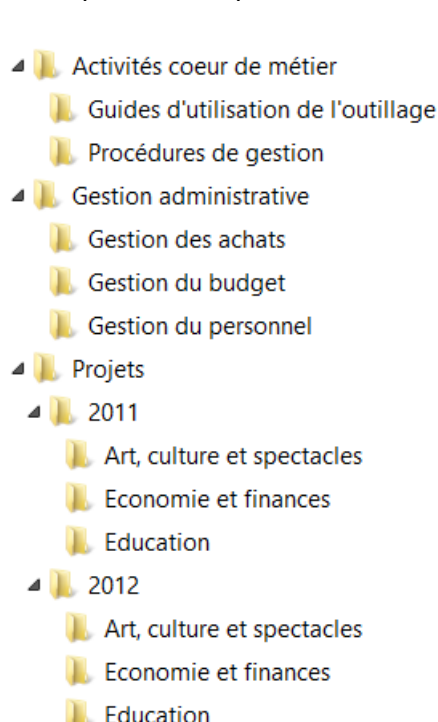 Activités coeur de métier
Guides d'utilisation de l'outillage
Procédures de gestion
Gestion administrative
Gestion des achats
Gestion du budget
Gestion du personnel
Projets
2011
Art, culture et spectacles
Economie et finances
Education
2012
Art, culture et spectacles
Economie et finances
Education